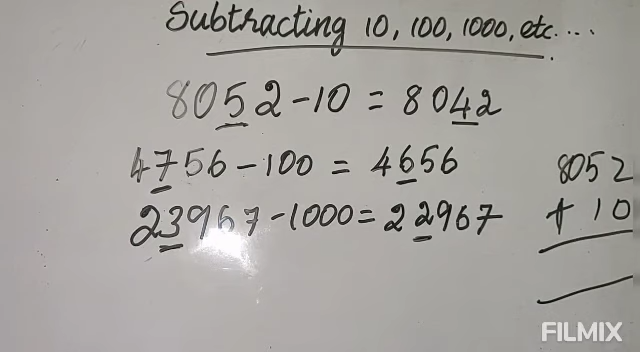 Subtracting 10, 100, 1000, etc....
8052 - 10 = 8042
4756 - 100 = 4656
23967 - 1000 = 22967
8052
+ 10
FILMIX